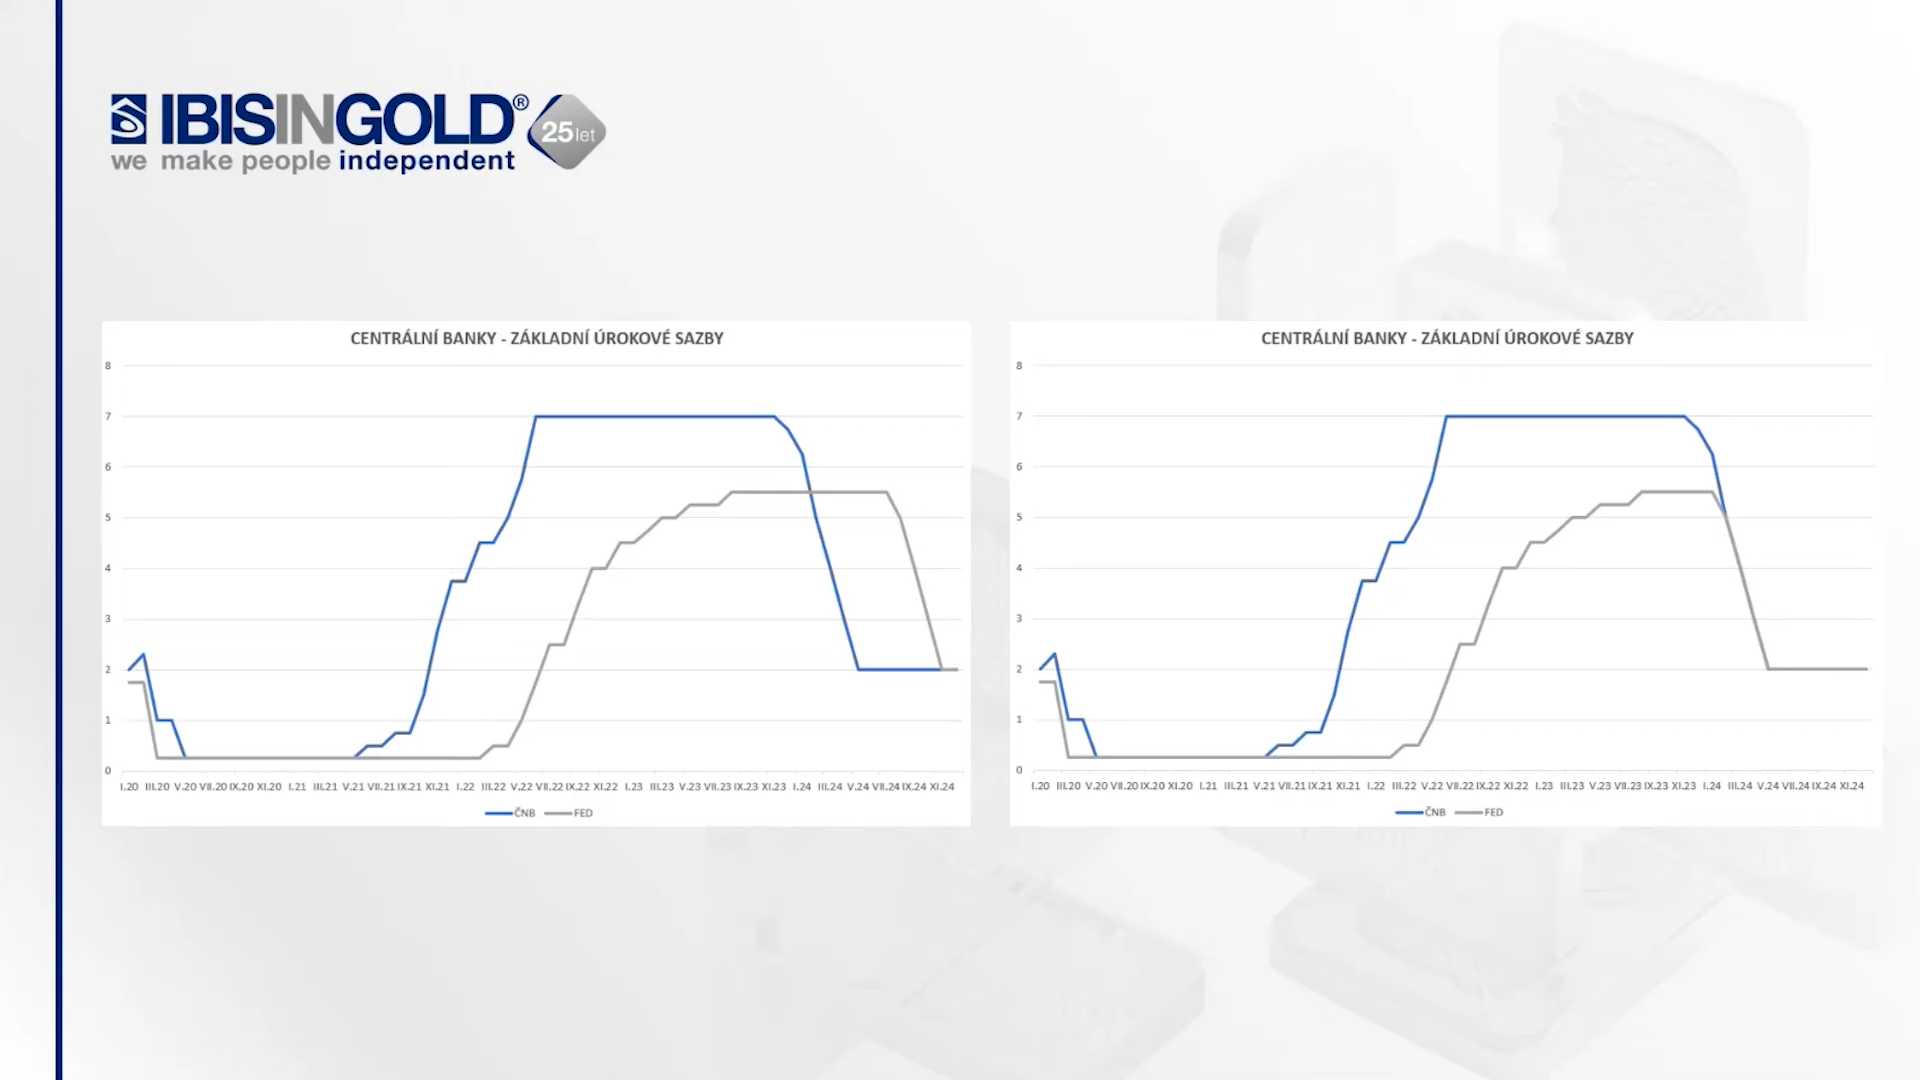 IBISINGOLD® 25let
we make people independent
CENTRÁLNÍ BANKY - ZÁKLADNÍ ÚROKOVÉ SAZBY
8
7
6
5
4
3
2
1
0
I.20 III.20 V.20 VII.20 IX.20 XI.20 I.21 III.21 V.21 VII.21 IX.21 XI.21 I.22 III.22 V.22 VII.22 IX.22 XI.22 I.23 III.23 V.23 VII.23 IX.23 XI.23 I.24 III.24 V.24 VII.24 IX.24 XI.24
ČNB FED
CENTRÁLNÍ BANKY - ZÁKLADNÍ ÚROKOVÉ SAZBY
8
7
6
5
4
3
2
1
0
I.20 III.20 V.20 VII.20 IX.20 XI.20 I.21 III.21 V.21 VII.21 IX.21 XI.21 I.22 III.22 V.22 VII.22 IX.22 XI.22 I.23 III.23 V.23 VII.23 IX.23 XI.23 I.24 III.24 V.24 VII.24 IX.24 XI.24
ČNB FED